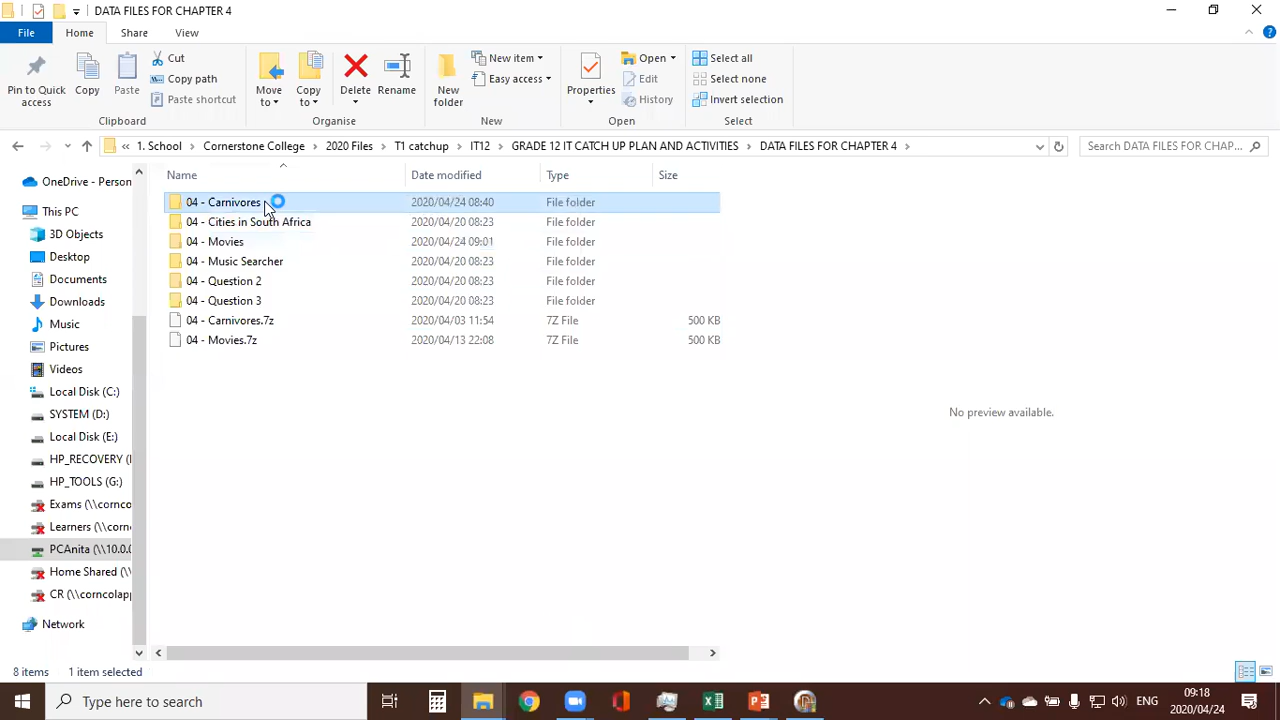 DATA FILES FOR CHAPTER 4
File Home Share View
Pin to Quick access
Copy
Paste
Cut
Copy path
Paste shortcut
Move to
Copy to
Delete
Rename
New folder
New item
Easy access
Properties
Open
Edit
History
Select all
Select none
Invert selection
Clipboard Organise New Open Select
« 1. School > Cornerstone College > 2020 Files > T1 catchup > IT12 > GRADE 12 IT CATCH UP PLAN AND ACTIVITIES > DATA FILES FOR CHAPTER 4 >
Search DATA FILES FOR CHAP...
Name Date modified Type Size
04 - Carnivores 2020/04/24 08:40 File folder
04 - Cities in South Africa 2020/04/20 08:23 File folder
04 - Movies 2020/04/24 09:01 File folder
04 - Music Searcher 2020/04/20 08:23 File folder
04 - Question 2 2020/04/20 08:23 File folder
04 - Question 3 2020/04/20 08:23 File folder
04 - Carnivores.7z 2020/04/03 11:54 7Z File 500 KB
04 - Movies.7z 2020/04/13 22:08 7Z File 500 KB
No preview available.
OneDrive - Person
This PC
3D Objects
Desktop
Documents
Downloads
Music
Pictures
Videos
Local Disk (C:)
SYSTEM (D:)
Local Disk (E:)
HP_RECOVERY (
HP_TOOLS (G:)
Exams (\\cornco
Learners (\\corn
PCAnita (\\10.0.0
Home Shared (\\
CR (\\corncolapp
Network
8 items 1 item selected
Type here to search
ENG
09:18
2020/04/24